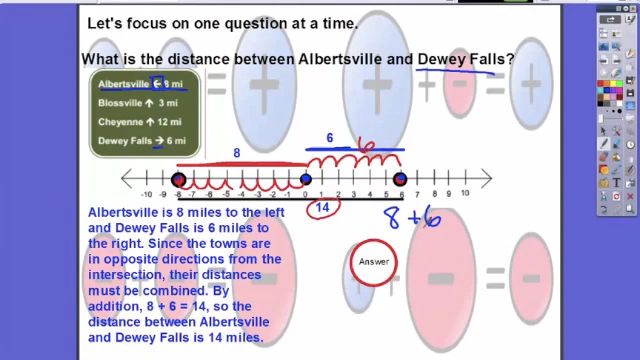 Let's focus on one question at a time.
What is the distance between Albertsville and Dewey Falls?
Albertsville ← 8 mi
Blossville ↑ 3 mi
Cheyenne ↑ 12 mi
Dewey Falls → 6 mi
8
6
6
-10 -9 -8 -7 -6 -5 -4 -3 -2 -1 0 1 2 3 4 5 6 7 8 9 10
14
8 + 6
Albertsville is 8 miles to the left
and Dewey Falls is 6 miles to
the right. Since the towns are
in opposite directions from the
intersection, their distances
must be combined. By
addition, 8 + 6 = 14, so the
distance between Albertsville
and Dewey Falls is 14 miles.
Answer
+ + = +
- + - = -
+ + - = -